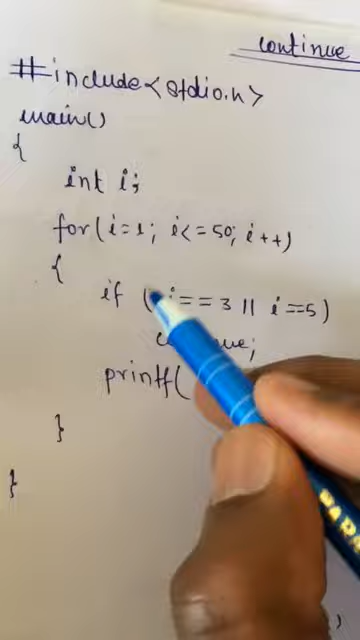 continue
#include<stdio.h>
main()
{
int i;
for(i=1; i<=50; i++)
{
if (i==3 || i==5)
printf(
}
}